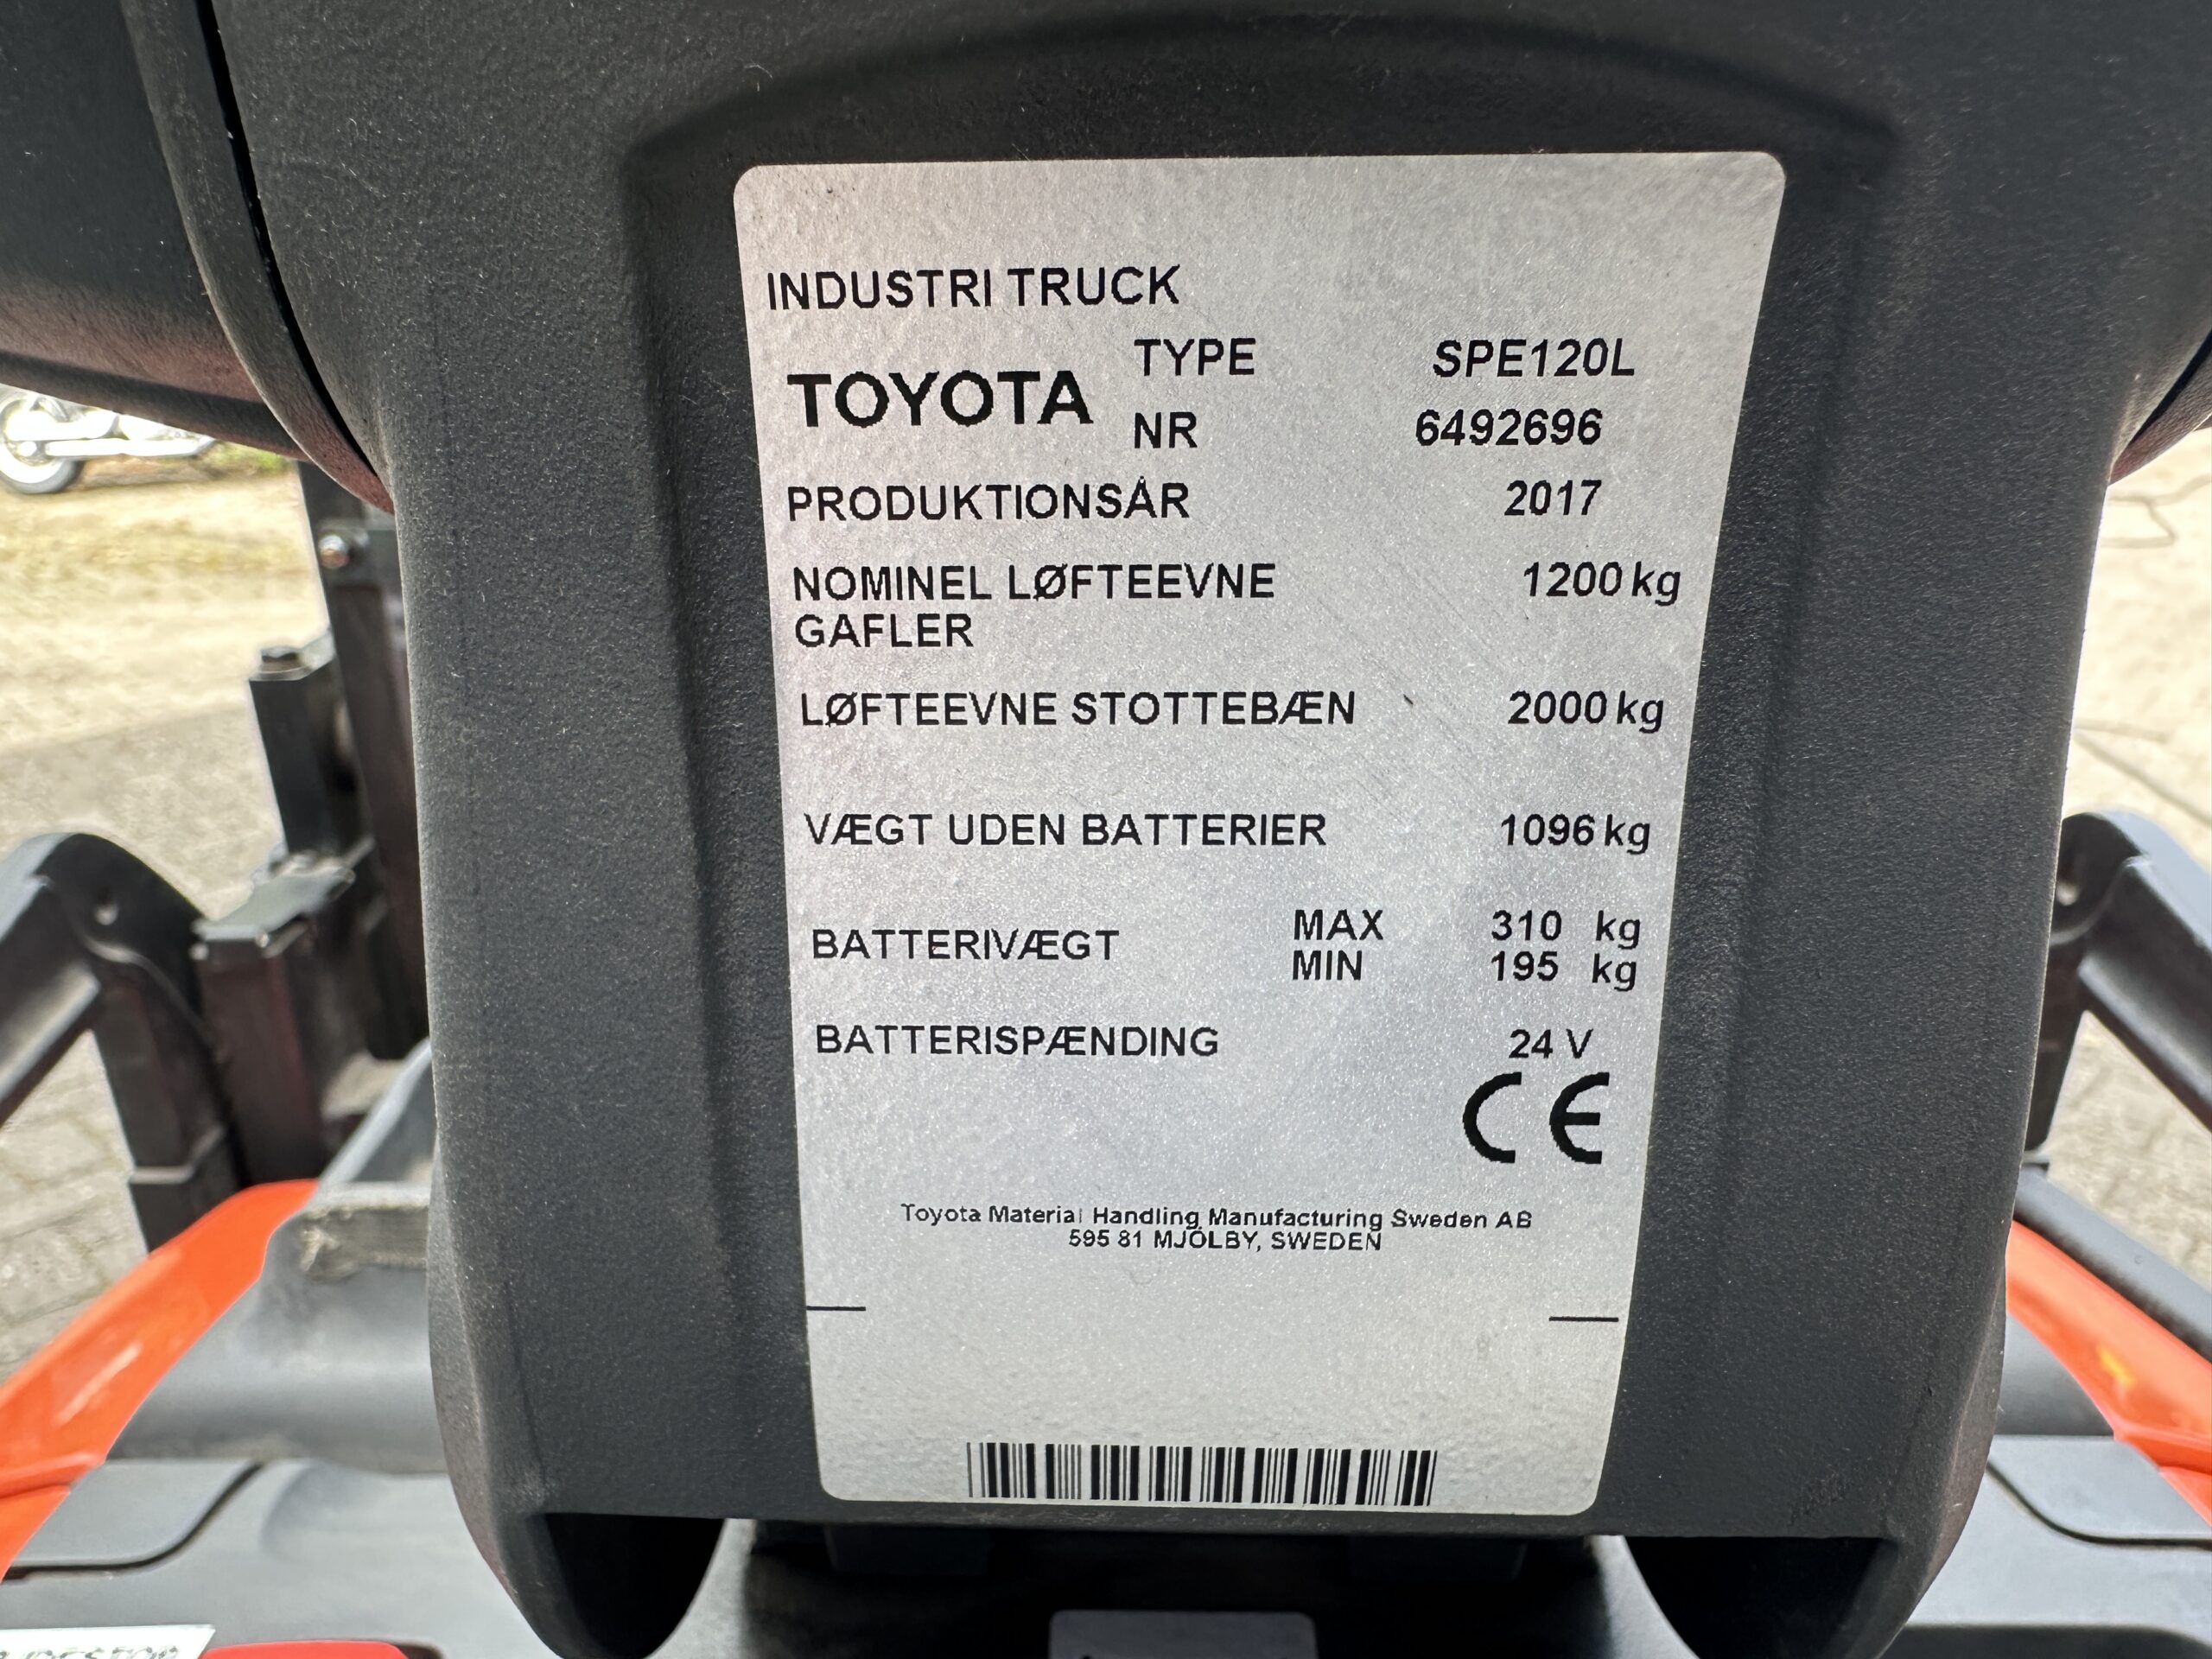 INDUSTRI TRUCK
TOYOTA TYPE SPE120L
NR 6492696
PRODUKTIONSÅR 2017
NOMINEL LØFTEEVNE 1200 kg
GAFLER
LØFTEEVNE STOTTEBÆN 2000 kg
VÆGT UDEN BATTERIER 1096 kg
BATTERIVÆGT MAX 310 kg
MIN 195 kg
BATTERISPÆNDING 24 V
CE
Toyota Material Handling Manufacturing Sweden AB
595 81 MJÖLBY, SWEDEN